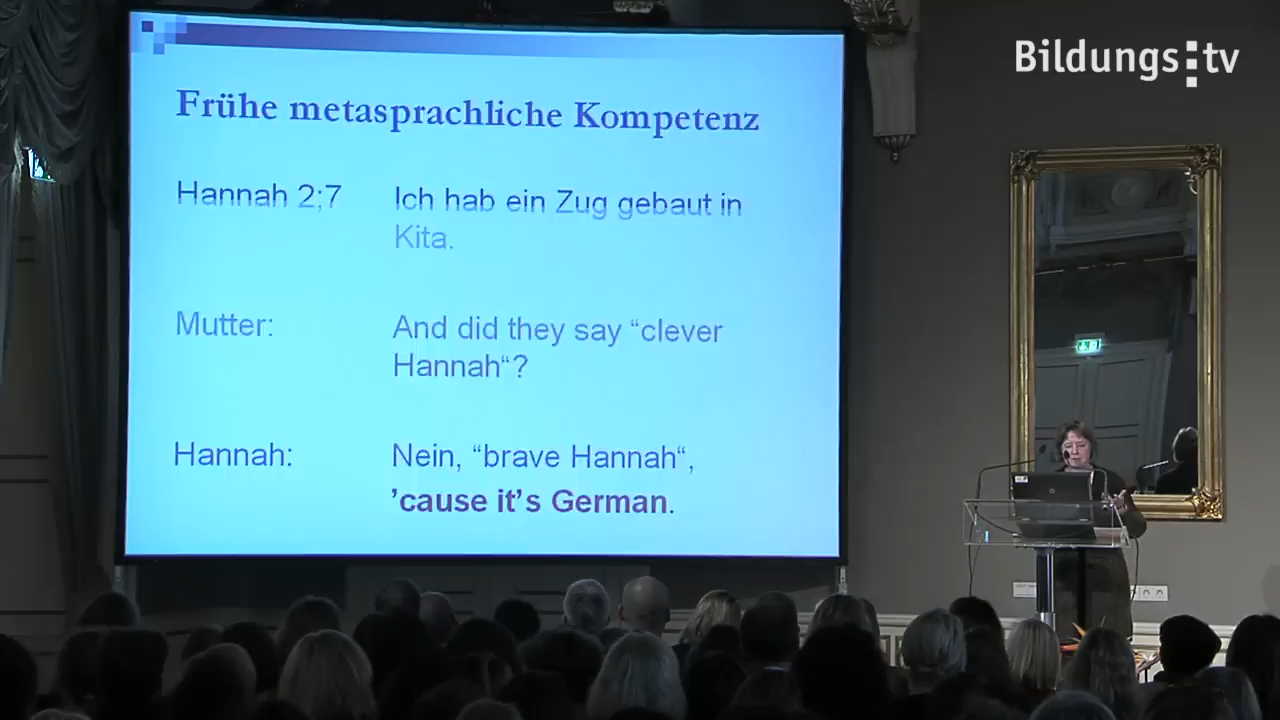 Bildungs:tv
Frühe metasprachliche Kompetenz
Hannah 2;7 Ich hab ein Zug gebaut in
Kita.
Mutter: And did they say “clever
Hannah“?
Hannah: Nein, “brave Hannah“,
’cause it’s German.